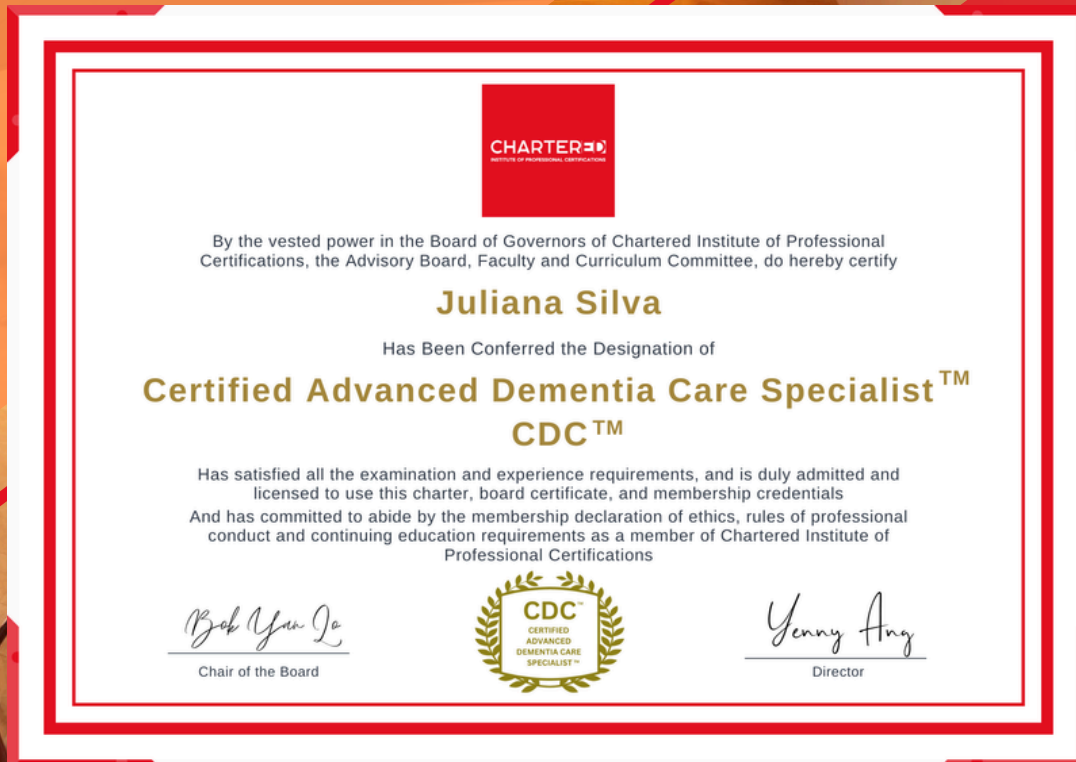 CHARTERED
INSTITUTE OF PROFESSIONAL CERTIFICATIONS
By the vested power in the Board of Governors of Chartered Institute of Professional
Certifications, the Advisory Board, Faculty and Curriculum Committee, do hereby certify
Juliana Silva
Has Been Conferred the Designation of
Certified Advanced Dementia Care Specialist™
CDC™
Has satisfied all the examination and experience requirements, and is duly admitted and
licensed to use this charter, board certificate, and membership credentials
And has committed to abide by the membership declaration of ethics, rules of professional
conduct and continuing education requirements as a member of Chartered Institute of
Professional Certifications
Bok Yan Lo
Chair of the Board
CDC™
CERTIFIED
ADVANCED
DEMENTIA CARE
SPECIALIST™
Yenny Ang
Director